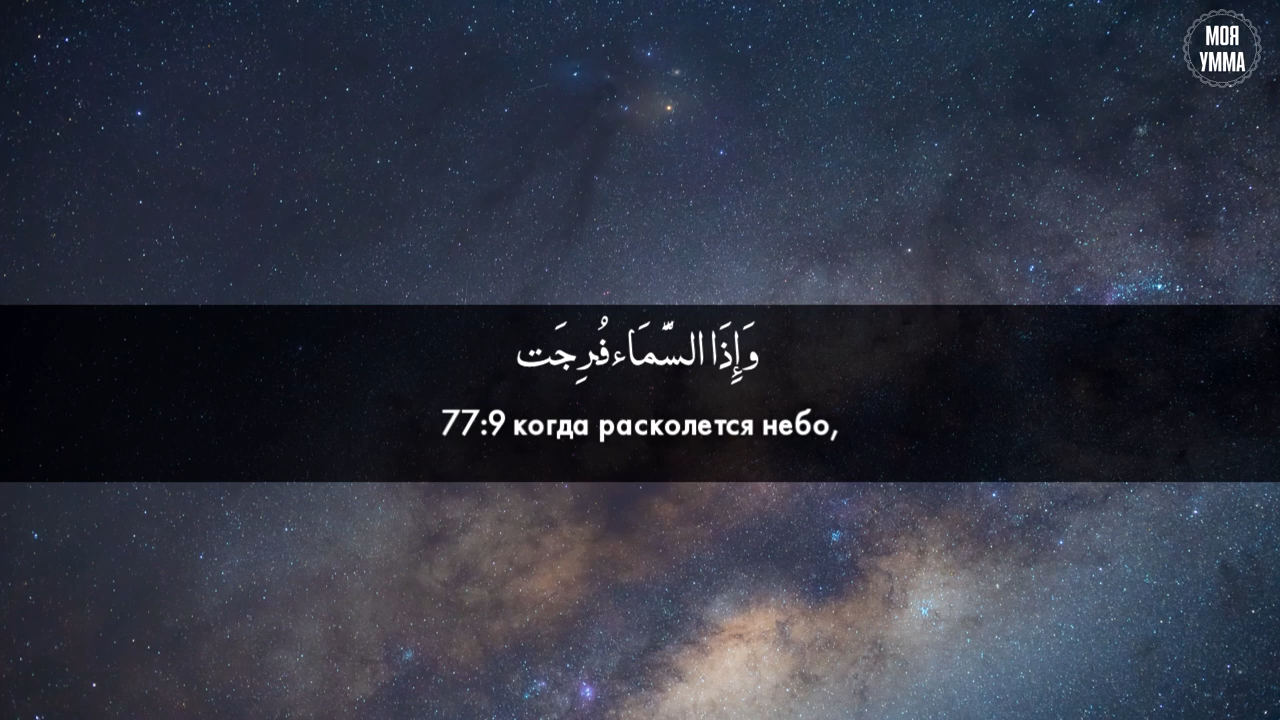 МОЯ
УММА
وَإِذَا السَّمَاء فُرِجَت
77:9 когда расколется небо,